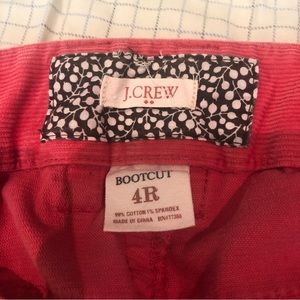 J.CREW
BOOTCUT
4R
99% COTTON 1% SPANDEX
MADE IN CHINA